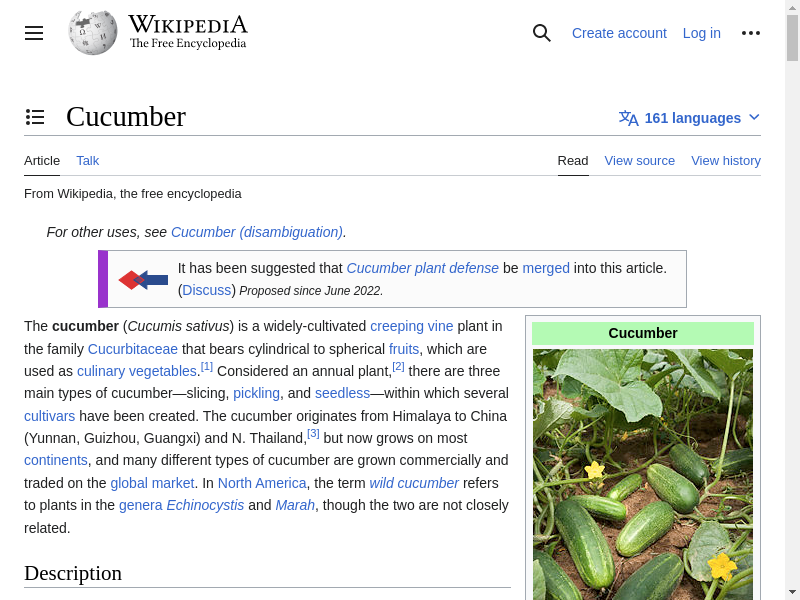 WIKIPEDIA
The Free Encyclopedia
Create account Log in
Cucumber
161 languages
Article Talk Read View source View history
From Wikipedia, the free encyclopedia
For other uses, see Cucumber (disambiguation).
It has been suggested that Cucumber plant defense be merged into this article.
(Discuss) Proposed since June 2022.
The cucumber (Cucumis sativus) is a widely-cultivated creeping vine plant in
the family Cucurbitaceae that bears cylindrical to spherical fruits, which are
used as culinary vegetables.[1] Considered an annual plant,[2] there are three
main types of cucumber—slicing, pickling, and seedless—within which several
cultivars have been created. The cucumber originates from Himalaya to China
(Yunnan, Guizhou, Guangxi) and N. Thailand,[3] but now grows on most
continents, and many different types of cucumber are grown commercially and
traded on the global market. In North America, the term wild cucumber refers
to plants in the genera Echinocystis and Marah, though the two are not closely
related.
Cucumber
Description